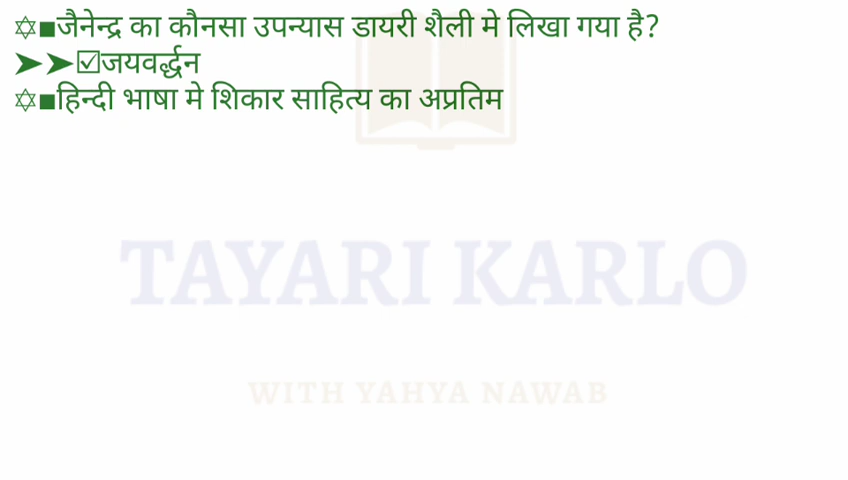 ✡■जैनेन्द्र का कौनसा उपन्यास डायरी शैली मे लिखा गया है?
➤➤☑जयवर्द्धन
✡■हिन्दी भाषा मे शिकार साहित्य का अप्रतिम
TAYARI KARLO
WITH YAHYA NAWAB